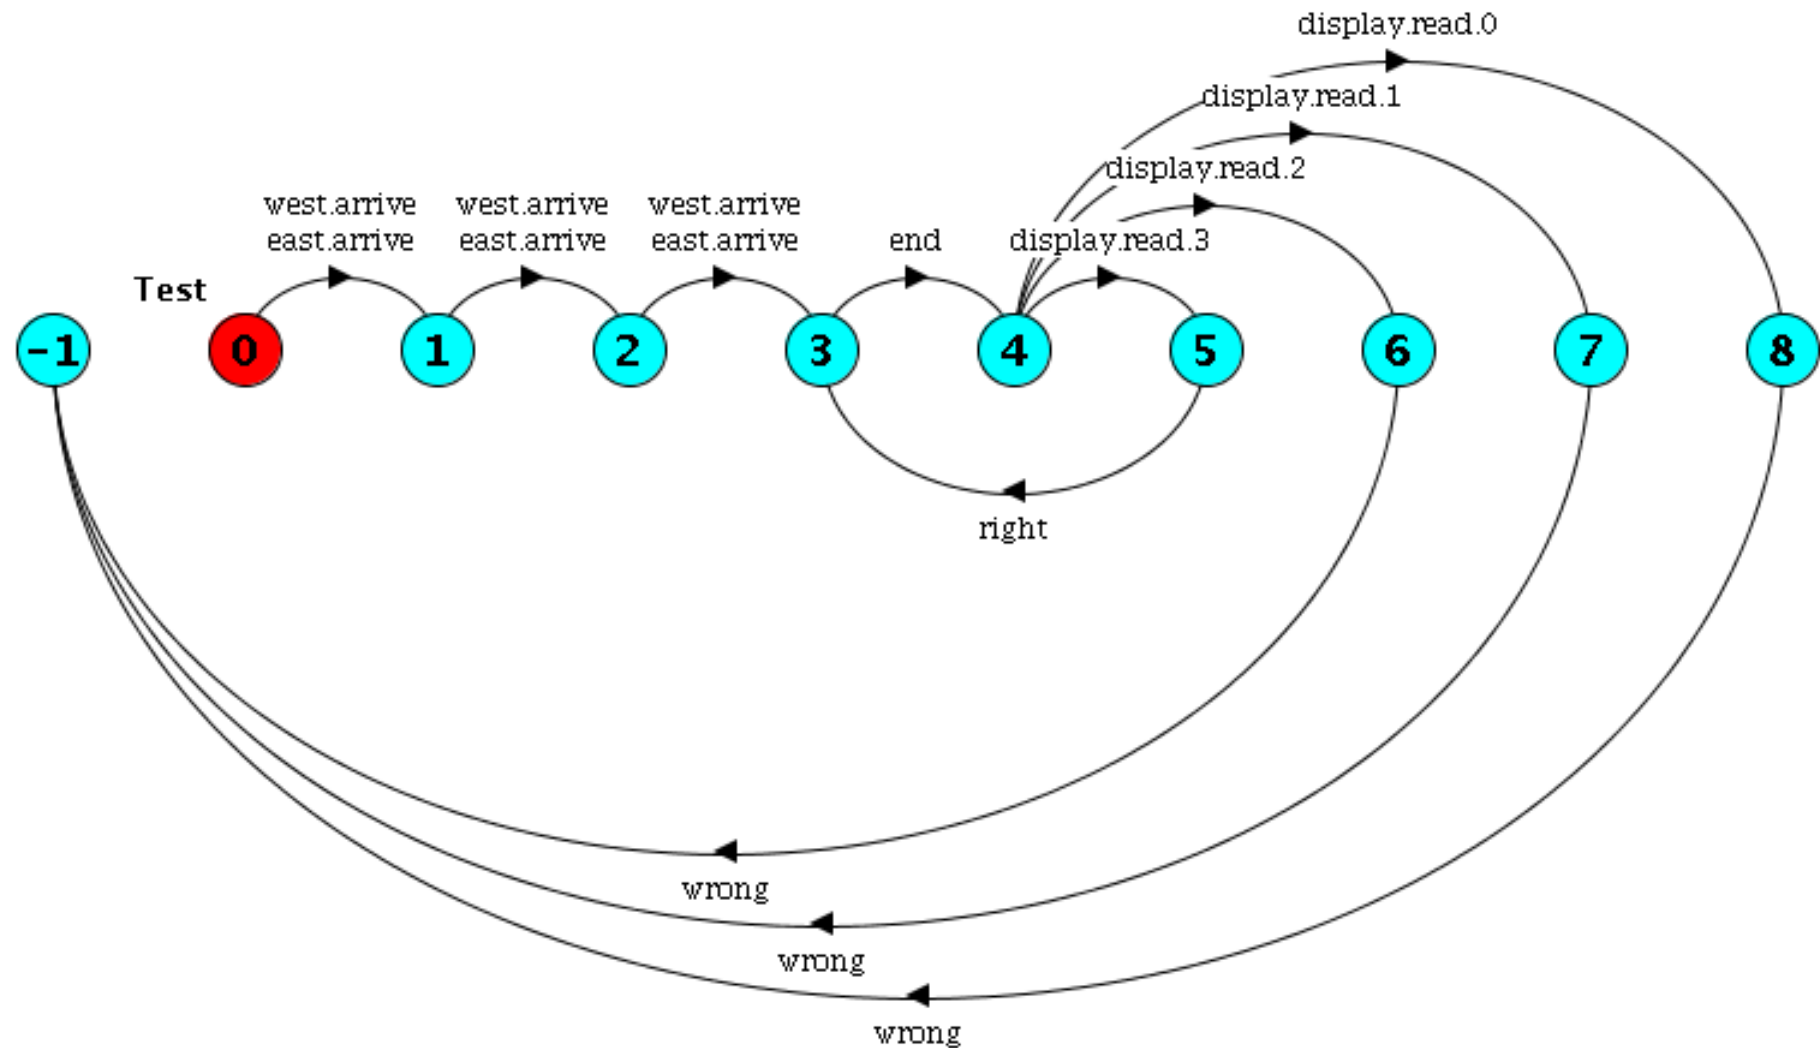 display.read.0
display.read.1
display.read.2
west.arrive west.arrive west.arrive
east.arrive east.arrive east.arrive end display.read.3
Test
-1 0 1 2 3 4 5 6 7 8
right
wrong
wrong
wrong